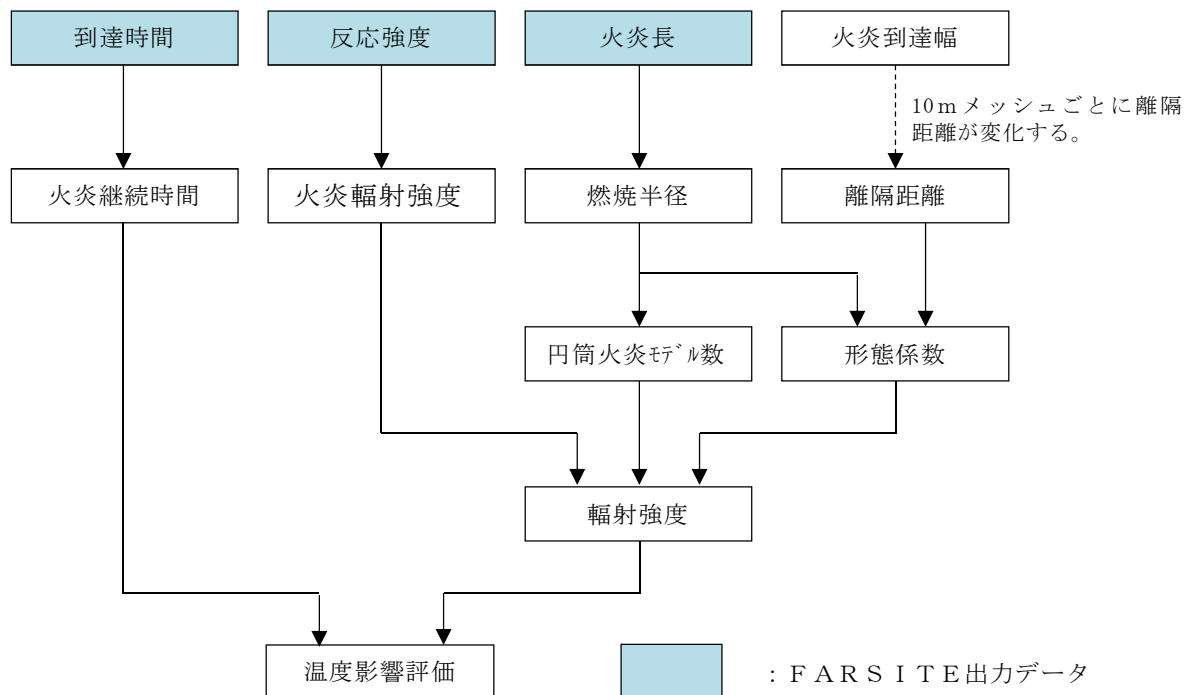 到達時間
反応強度
火炎長
火炎到達幅
10mメッシュごとに離隔
距離が変化する。
火炎継続時間
火炎輻射強度
燃焼半径
離隔距離
円筒火炎ﾓﾃﾞﾙ数
形態係数
輻射強度
温度影響評価
：ＦＡＲＳＩＴＥ出力データ